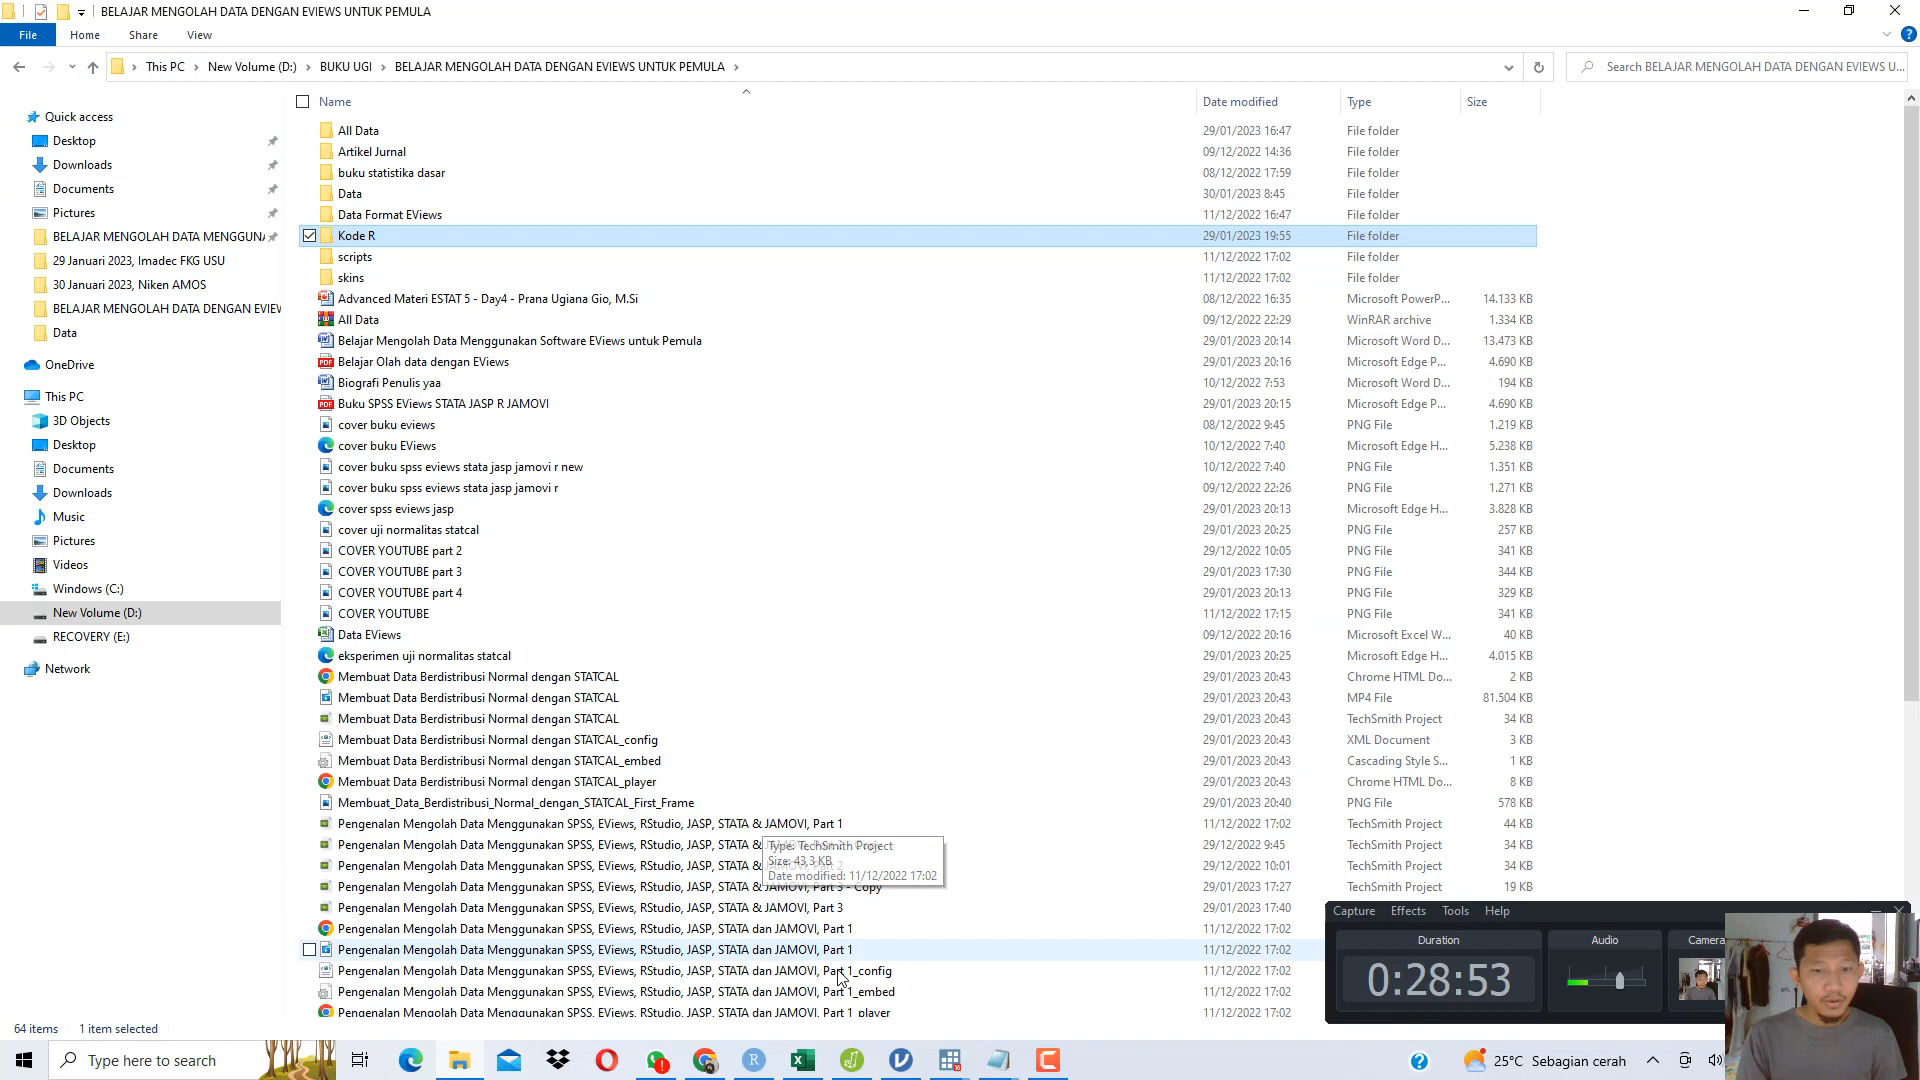 BELAJAR MENGOLAH DATA DENGAN EVIEWS UNTUK PEMULA
File Home Share View
This PC New Volume (D:) BUKU UGI BELAJAR MENGOLAH DATA DENGAN EVIEWS UNTUK PEMULA
Search BELAJAR MENGOLAH DATA DENGAN EVIEWS U...
Quick access
Desktop
Downloads
Documents
Pictures
BELAJAR MENGOLAH DATA MENGGUN
29 Januari 2023, Imadec FKG USU
30 Januari 2023, Niken AMOS
BELAJAR MENGOLAH DATA DENGAN EVIEW
Data
OneDrive
This PC
3D Objects
Desktop
Documents
Downloads
Music
Pictures
Videos
Windows (C:)
New Volume (D:)
RECOVERY (E:)
Network
Name Date modified Type Size
All Data 29/01/2023 16:47 File folder
Artikel Jurnal 09/12/2022 14:36 File folder
buku statistika dasar 08/12/2022 17:59 File folder
Data 30/01/2023 8:45 File folder
Data Format EViews 11/12/2022 16:47 File folder
Kode R 29/01/2023 19:55 File folder
scripts 11/12/2022 17:02 File folder
skins 11/12/2022 17:02 File folder
Advanced Materi ESTAT 5 - Day4 - Prana Ugiana Gio, M.Si 08/12/2022 16:35 Microsoft PowerP... 14.133 KB
All Data 09/12/2022 22:29 WinRAR archive 1.334 KB
Belajar Mengolah Data Menggunakan Software EViews untuk Pemula 29/01/2023 20:14 Microsoft Word D... 13.473 KB
Belajar Olah data dengan EViews 29/01/2023 20:16 Microsoft Edge P... 4.690 KB
Biografi Penulis yaa 10/12/2022 7:53 Microsoft Word D... 194 KB
Buku SPSS EViews STATA JASP R JAMOVI 29/01/2023 20:15 Microsoft Edge P... 4.690 KB
cover buku eviews 08/12/2022 9:45 PNG File 1.219 KB
cover buku EViews 10/12/2022 7:40 Microsoft Edge H... 5.238 KB
cover buku spss eviews stata jasp jamovi r new 10/12/2022 7:40 PNG File 1.351 KB
cover buku spss eviews stata jasp jamovi r 09/12/2022 22:26 PNG File 1.271 KB
cover spss eviews jasp 29/01/2023 20:13 Microsoft Edge H... 3.828 KB
cover uji normalitas statcal 29/01/2023 20:25 PNG File 257 KB
COVER YOUTUBE part 2 29/12/2022 10:05 PNG File 341 KB
COVER YOUTUBE part 3 29/01/2023 17:30 PNG File 344 KB
COVER YOUTUBE part 4 29/01/2023 20:13 PNG File 329 KB
COVER YOUTUBE 11/12/2022 17:15 PNG File 341 KB
Data EViews 09/12/2022 20:16 Microsoft Excel W... 40 KB
eksperimen uji normalitas statcal 29/01/2023 20:25 Microsoft Edge H... 4.015 KB
Membuat Data Berdistribusi Normal dengan STATCAL 29/01/2023 20:43 Chrome HTML Do... 2 KB
Membuat Data Berdistribusi Normal dengan STATCAL 29/01/2023 20:43 MP4 File 81.504 KB
Membuat Data Berdistribusi Normal dengan STATCAL 29/01/2023 20:43 TechSmith Project 34 KB
Membuat Data Berdistribusi Normal dengan STATCAL_config 29/01/2023 20:43 XML Document 3 KB
Membuat Data Berdistribusi Normal dengan STATCAL_embed 29/01/2023 20:43 Cascading Style S... 1 KB
Membuat Data Berdistribusi Normal dengan STATCAL_player 29/01/2023 20:43 Chrome HTML Do... 8 KB
Membuat_Data_Berdistribusi_Normal_dengan_STATCAL_First_Frame 29/01/2023 20:40 PNG File 578 KB
Pengenalan Mengolah Data Menggunakan SPSS, EViews, RStudio, JASP, STATA & JAMOVI, Part 1 11/12/2022 17:02 TechSmith Project 44 KB
Pengenalan Mengolah Data Menggunakan SPSS, EViews, RStudio, JASP, STATA & 29/12/2022 9:45 TechSmith Project 34 KB
Pengenalan Mengolah Data Menggunakan SPSS, EViews, RStudio, JASP, STATA & 29/12/2022 10:01 TechSmith Project 34 KB
Pengenalan Mengolah Data Menggunakan SPSS, EViews, RStudio, JASP, STATA & JAMOVI, Part 3 - Copy 29/01/2023 17:27 TechSmith Project 19 KB
Type: TechSmith Project
Size: 43,3 KB
Date modified: 11/12/2022 17:02
Pengenalan Mengolah Data Menggunakan SPSS, EViews, RStudio, JASP, STATA & JAMOVI, Part 3 29/01/2023 17:40
Pengenalan Mengolah Data Menggunakan SPSS, EViews, RStudio, JASP, STATA dan JAMOVI, Part 1 11/12/2022 17:02
Pengenalan Mengolah Data Menggunakan SPSS, EViews, RStudio, JASP, STATA dan JAMOVI, Part 1 11/12/2022 17:02
Pengenalan Mengolah Data Menggunakan SPSS, EViews, RStudio, JASP, STATA dan JAMOVI, Part 1_config 11/12/2022 17:02
Pengenalan Mengolah Data Menggunakan SPSS, EViews, RStudio, JASP, STATA dan JAMOVI, Part 1_embed 11/12/2022 17:02
Pengenalan Mengolah Data Menggunakan SPSS, EViews, RStudio, JASP, STATA dan JAMOVI, Part 1_player 11/12/2022 17:02
Capture Effects Tools Help
Duration Audio Camera
0:28:53
64 items 1 item selected
Type here to search
25°C Sebagian cerah